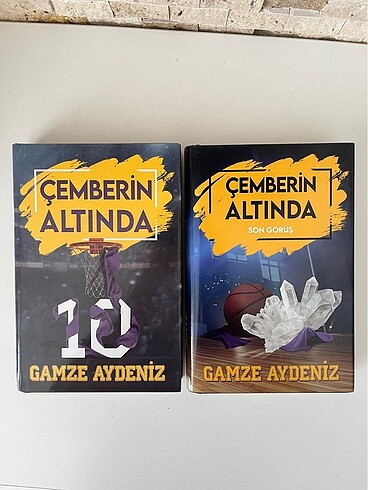 ÇEMBERİN
ALTINDA
10
GAMZE AYDENİZ
ÇEMBERİN
ALTINDA
SON GÖRÜŞ
GAMZE AYDENİZ